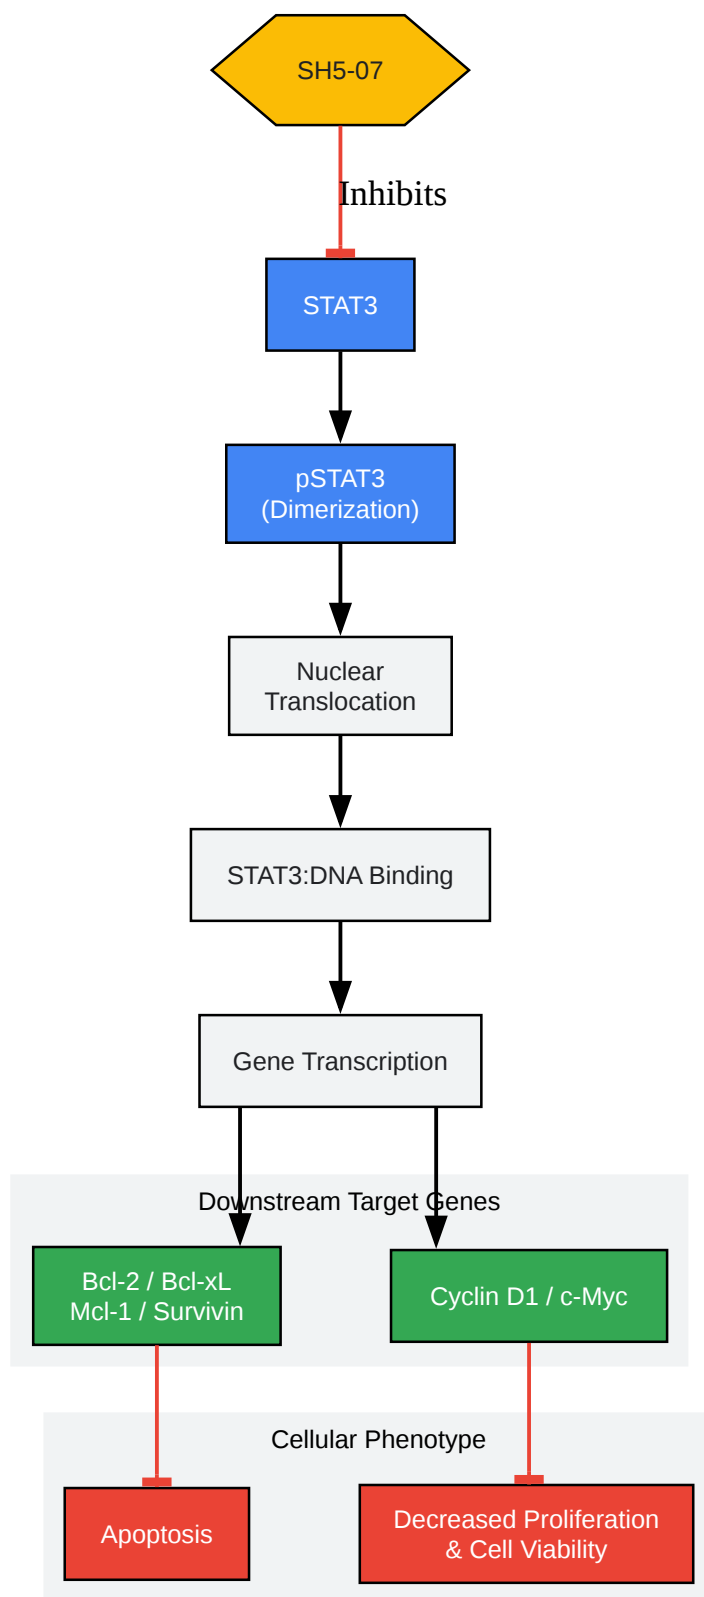 SH5-07
Inhibits
STAT3
pSTAT3
(Dimerization)
Nuclear
Translocation
STAT3:DNA Binding
Gene Transcription
Downstream Target Genes
Bcl-2 / Bcl-xL
Mcl-1 / Survivin
Cyclin D1 / c-Myc
Cellular Phenotype
Apoptosis
Decreased Proliferation
& Cell Viability